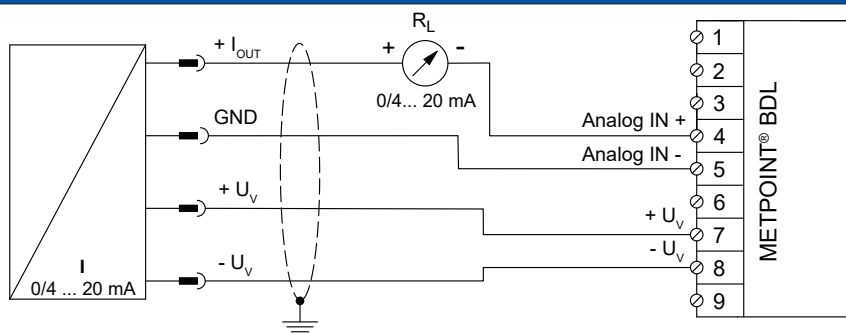 R_L
+ I_OUT
+ -
0/4... 20 mA
GND
Analog IN +
Analog IN -
+ U_V
+ U_V
- U_V
- U_V
I
0/4 ... 20 mA
1
2
3
4
5
6
7
8
9
METPOINT® BDL